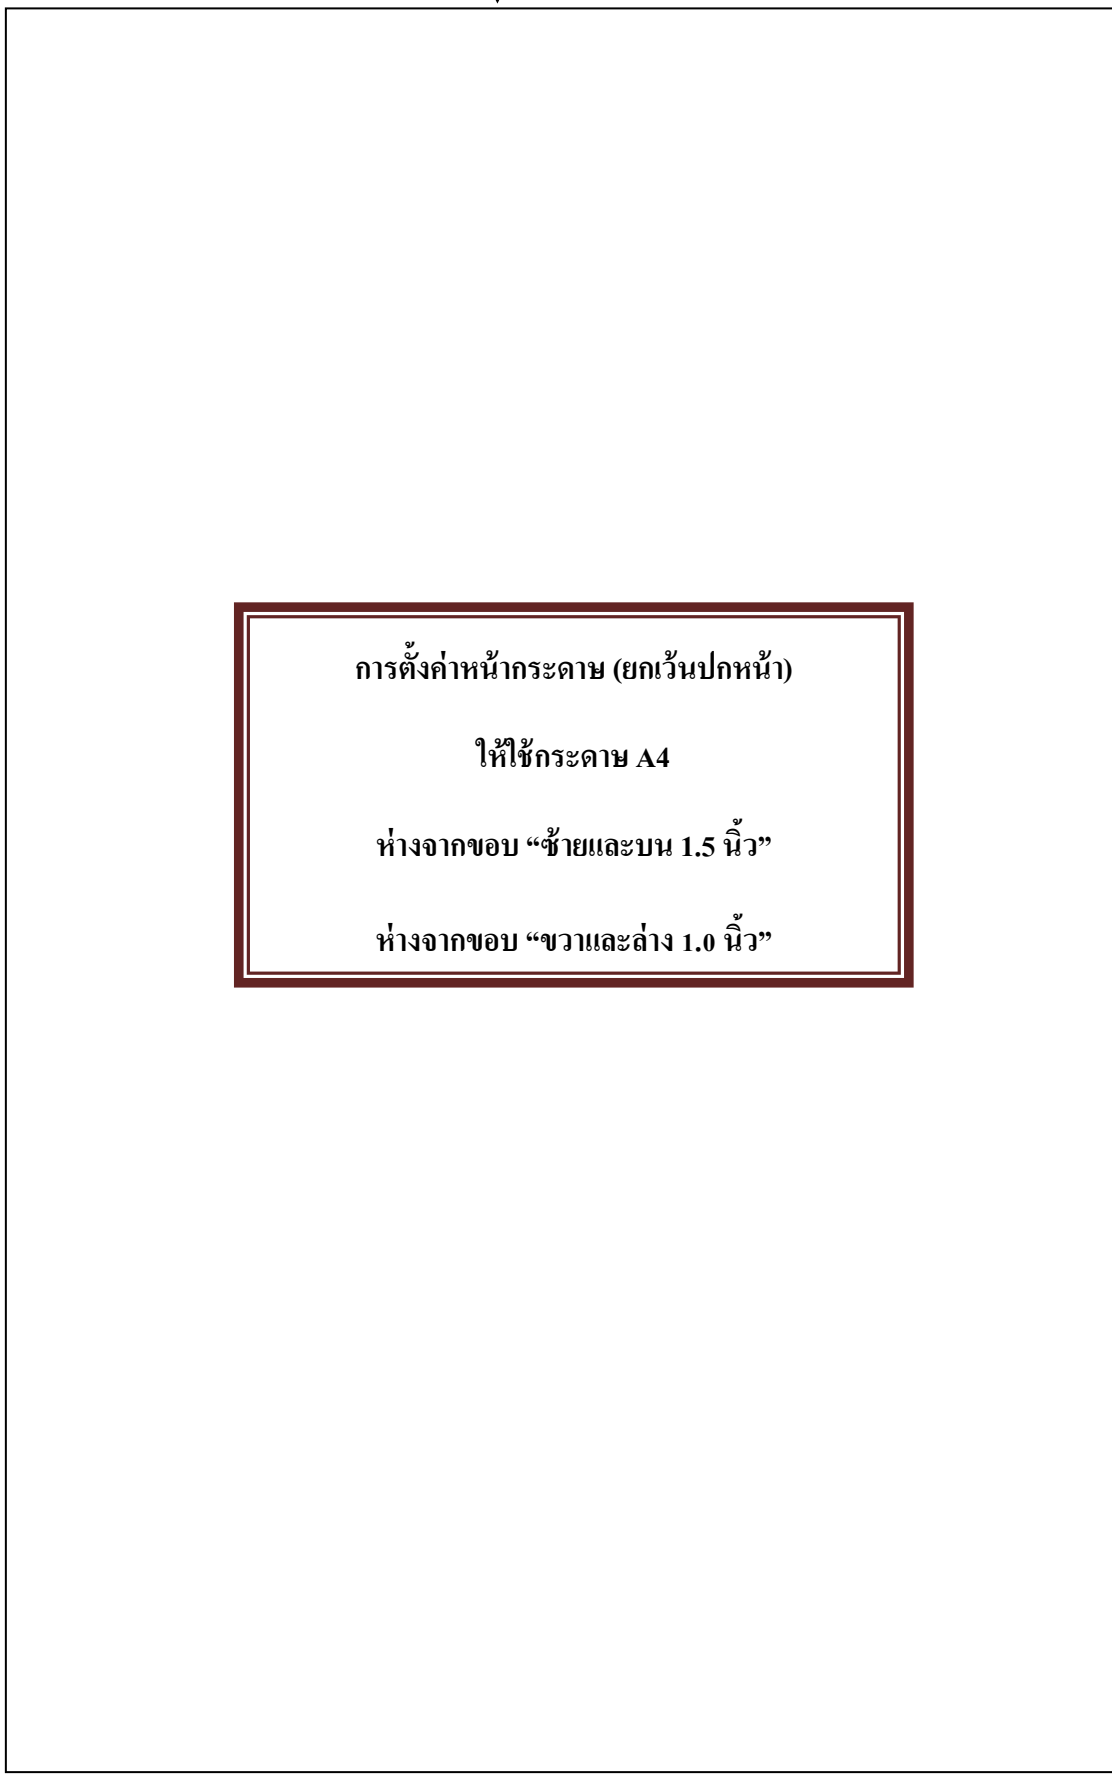 การตั้งค่าหน้ากระดาษ (ยกเว้นปกหน้า)
ให้ใช้กระดาษ A4
ห่างจากขอบ “ซ้ายและบน 1.5 นิ้ว”
ห่างจากขอบ “ขวาและล่าง 1.0 นิ้ว”